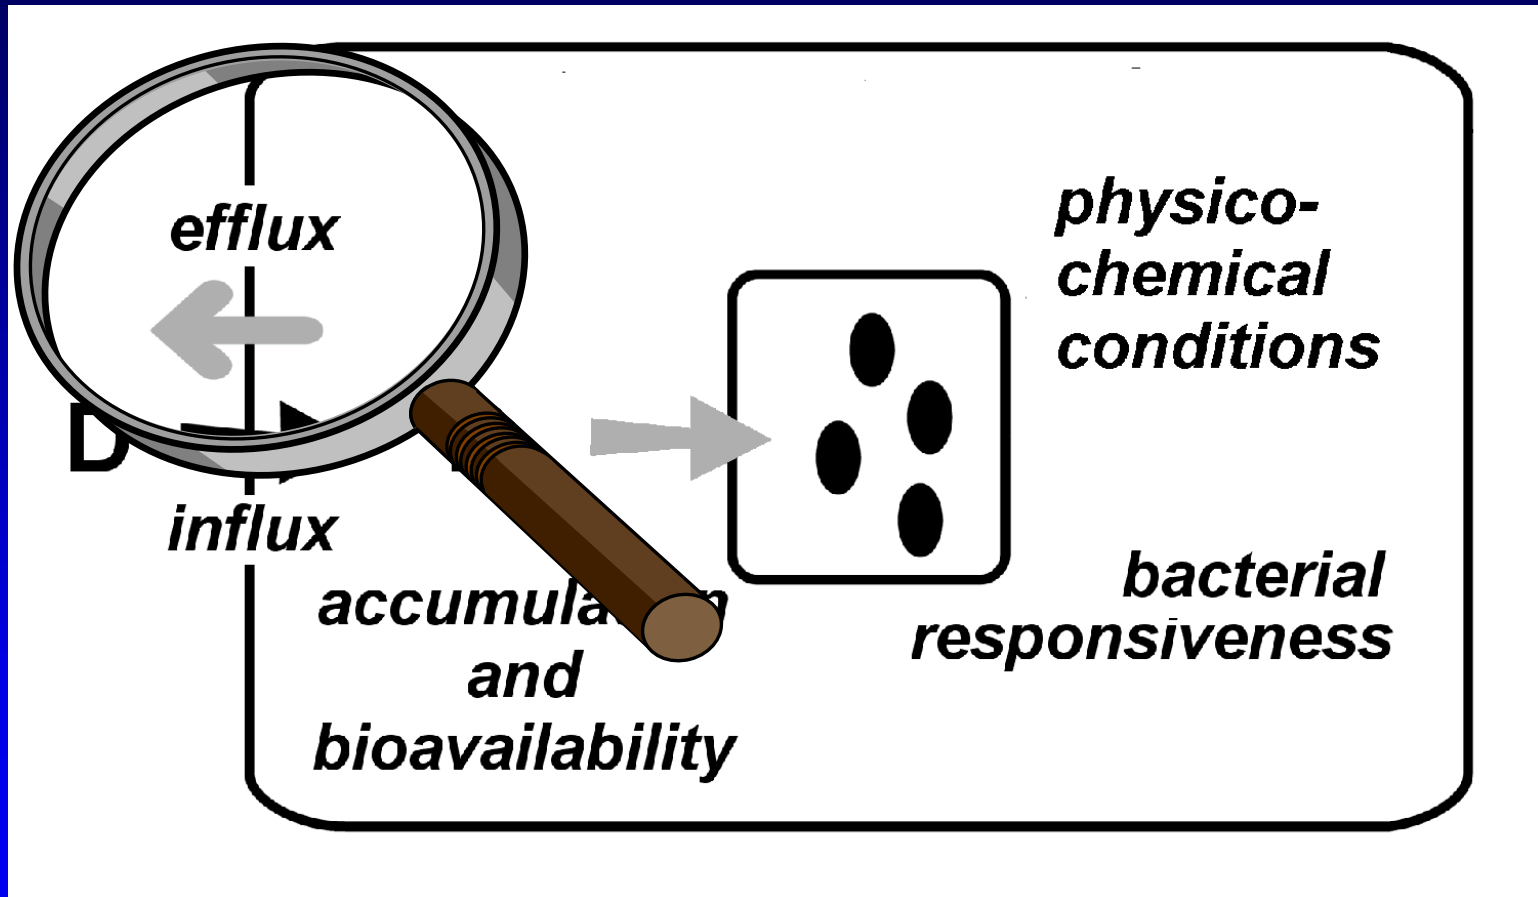 efflux
D
influx
physico-
chemical
conditions
and
bioavailability
bacterial
responsiveness